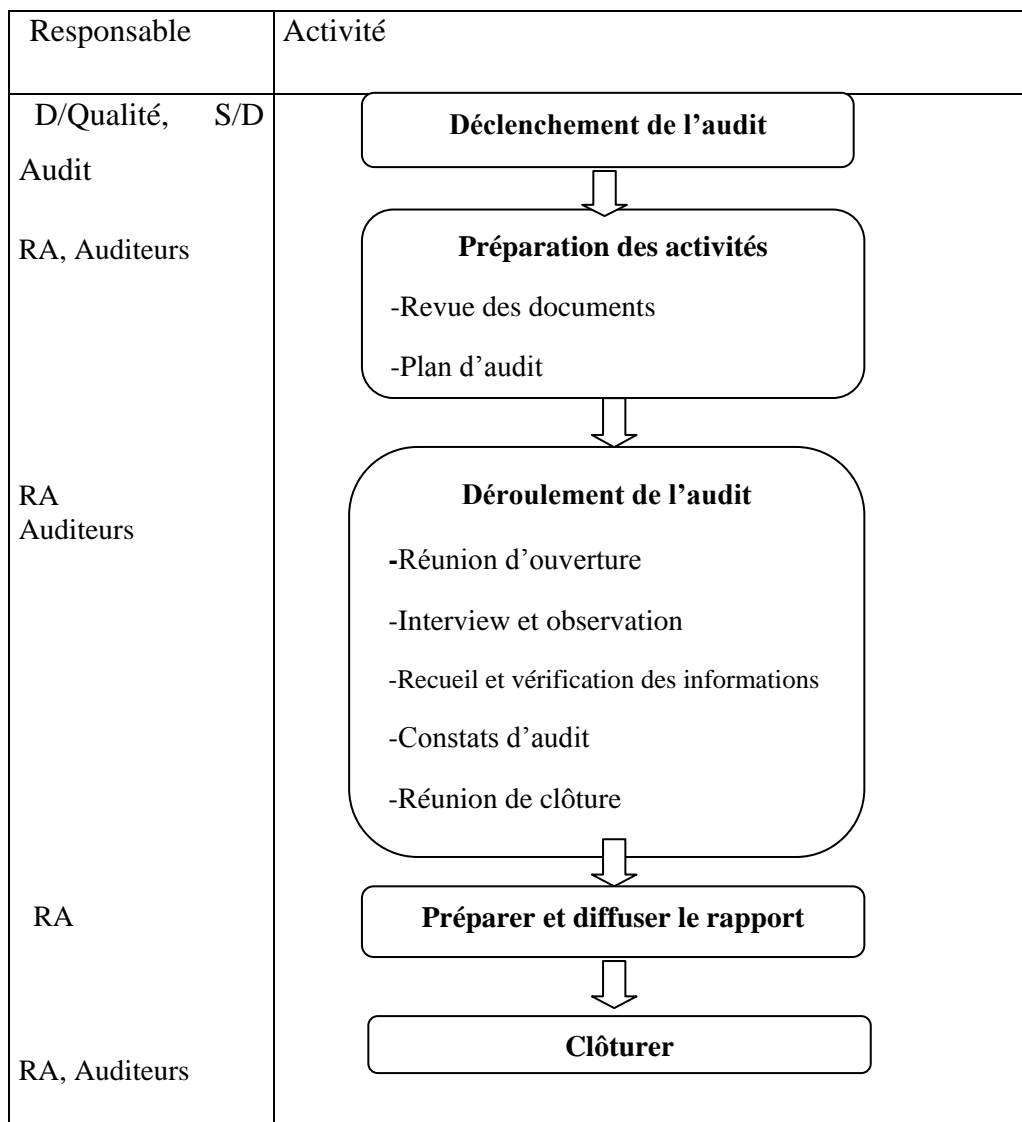 Responsable Activité
D/Qualité, S/D
Audit
Déclenchement de l’audit
RA, Auditeurs
Préparation des activités
-Revue des documents
-Plan d’audit
RA
Auditeurs
Déroulement de l’audit
-Réunion d’ouverture
-Interview et observation
-Recueil et vérification des informations
-Constats d’audit
-Réunion de clôture
RA
Préparer et diffuser le rapport
RA, Auditeurs
Clôturer